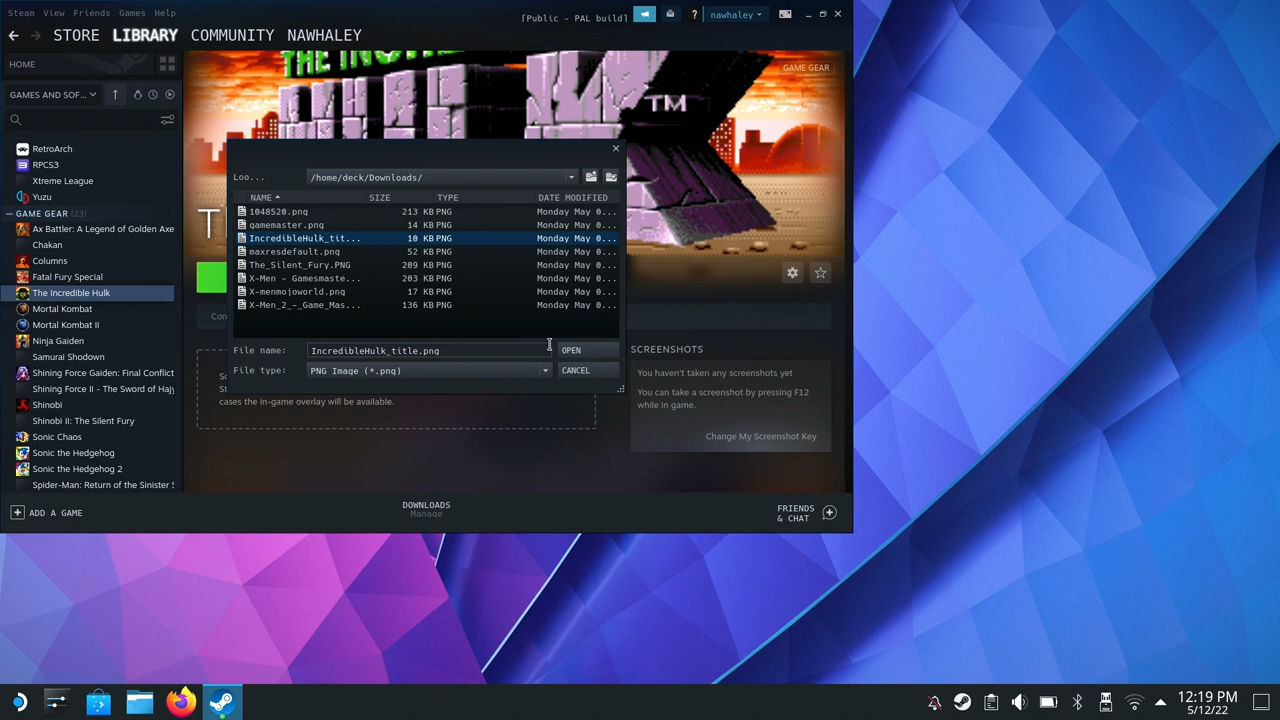 Steam View Friends Games Help
[Public - PAL build]
?
nawhaley
STORE LIBRARY COMMUNITY NAWHALEY
HOME
GAME GEAR
GAMES AND SOF...
TM
RetroArch
RPCS3
Xtreme League
Yuzu
GAME GEAR (23)
Ax Battler: A Legend of Golden Axe
Chakan
Columns
Fatal Fury Special
The Incredible Hulk
Mortal Kombat
Mortal Kombat II
Ninja Gaiden
Samurai Shodown
Shining Force Gaiden: Final Conflict
Shining Force II - The Sword of Haj
Shinobi
Shinobi II: The Silent Fury
Sonic Chaos
Sonic the Hedgehog
Sonic the Hedgehog 2
Spider-Man: Return of the Sinister S
Loo... /home/deck/Downloads/
NAME SIZE TYPE DATE MODIFIED
1048520.png 213 KB PNG Monday May 0...
gamemaster.png 14 KB PNG Monday May 0...
IncredibleHulk_tit... 10 KB PNG Monday May 0...
maxresdefault.png 52 KB PNG Monday May 0...
The_Silent_Fury.PNG 209 KB PNG Monday May 0...
X-Men - Gamesmaste... 203 KB PNG Monday May 0...
X-menmojoworld.png 17 KB PNG Monday May 0...
X-Men_2_-_Game_Mas... 136 KB PNG Monday May 0...
File name: IncredibleHulk_title.png OPEN
File type: PNG Image (*.png) CANCEL
cases the in-game overlay will be available.
SCREENSHOTS
You haven't taken any screenshots yet
You can take a screenshot by pressing F12
while in game.
Change My Screenshot Key
ADD A GAME
DOWNLOADS
Manage
FRIENDS
& CHAT
12:19 PM
5/12/22